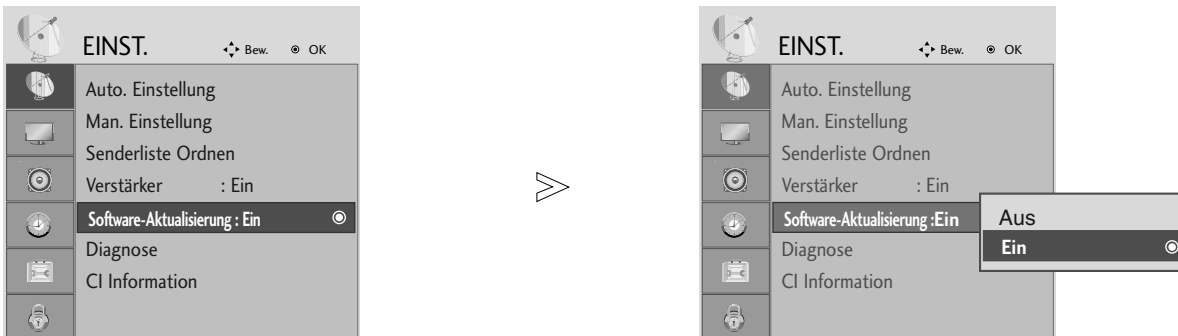 EINST.
Bew. OK
Auto. Einstellung
Man. Einstellung
Senderliste Ordnen
Verstärker : Ein
Software-Aktualisierung : Ein
Diagnose
CI Information
EINST.
Bew. OK
Auto. Einstellung
Man. Einstellung
Senderliste Ordnen
Verstärker : Ein
Software-Aktualisierung :Ein
Diagnose
CI Information
Aus
Ein